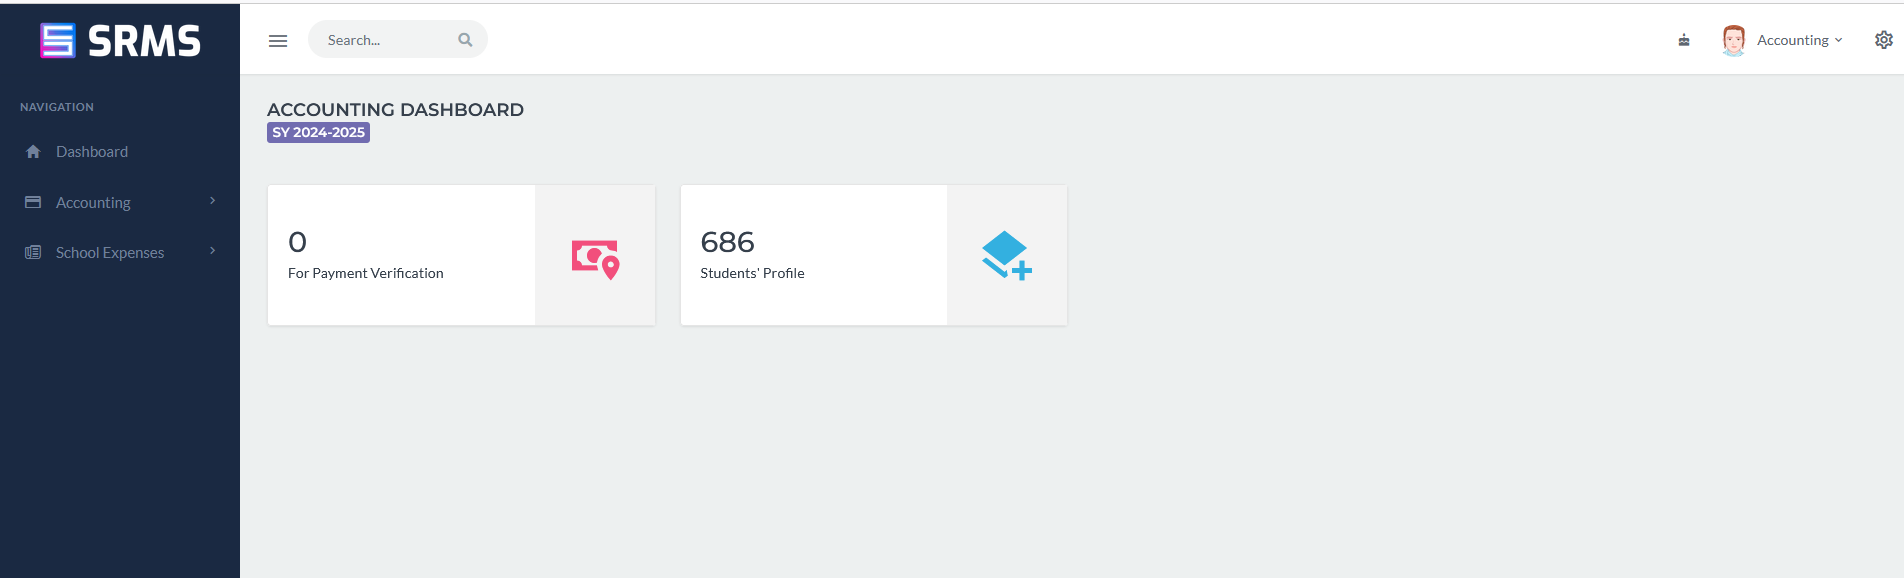 SRMS
Search...
Accounting
NAVIGATION
Dashboard
Accounting
School Expenses
ACCOUNTING DASHBOARD
SY 2024-2025
0
For Payment Verification
686
Students' Profile